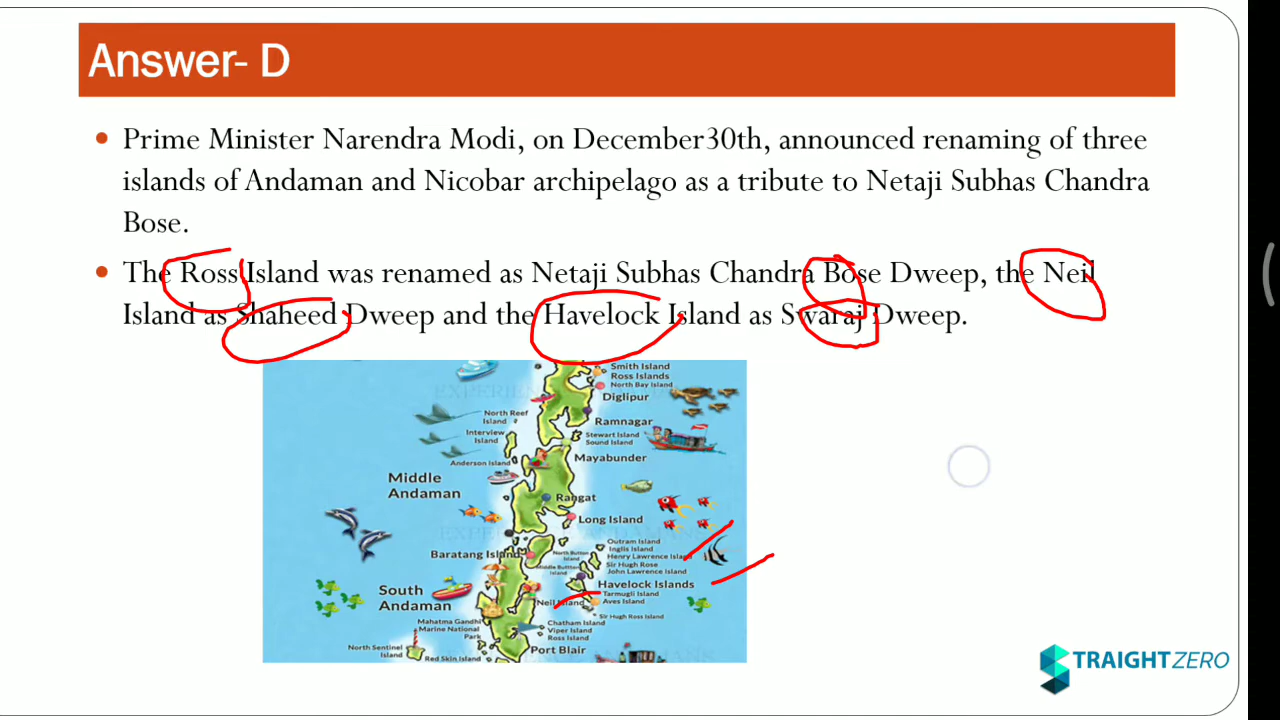 Answer- D
Prime Minister Narendra Modi, on December30th, announced renaming of three
islands of Andaman and Nicobar archipelago as a tribute to Netaji Subhas Chandra
Bose.
The Ross Island was renamed as Netaji Subhas Chandra Bose Dweep, the Neil
Island as Shaheed Dweep and the Havelock Island as Swaraj Dweep.
Smith Island
Ross Islands
North Bay Island
Diglipur
North Reef
Island
Ramnagar
Interview
Island
Stewart Island
Sound Island
Mayabunder
Anderson Island
Middle
Andaman
Rangat
Long Island
Outram Island
Inglis Island
Henry Lawrence Island
Sir Hugh Rose
John Lawrence Island
Baratang Island
North Button
Island
Middle Button
Island
Havelock Islands
Tarmugli Island
Aves Island
South
Andaman
Neil Island
Sir Hugh Ross Island
Mahatma Gandhi
Marine National
Park
Chatham Island
Viper Island
Ross Island
North Sentinel
Island
Red Skin Island
Port Blair
TRAIGHTZERO